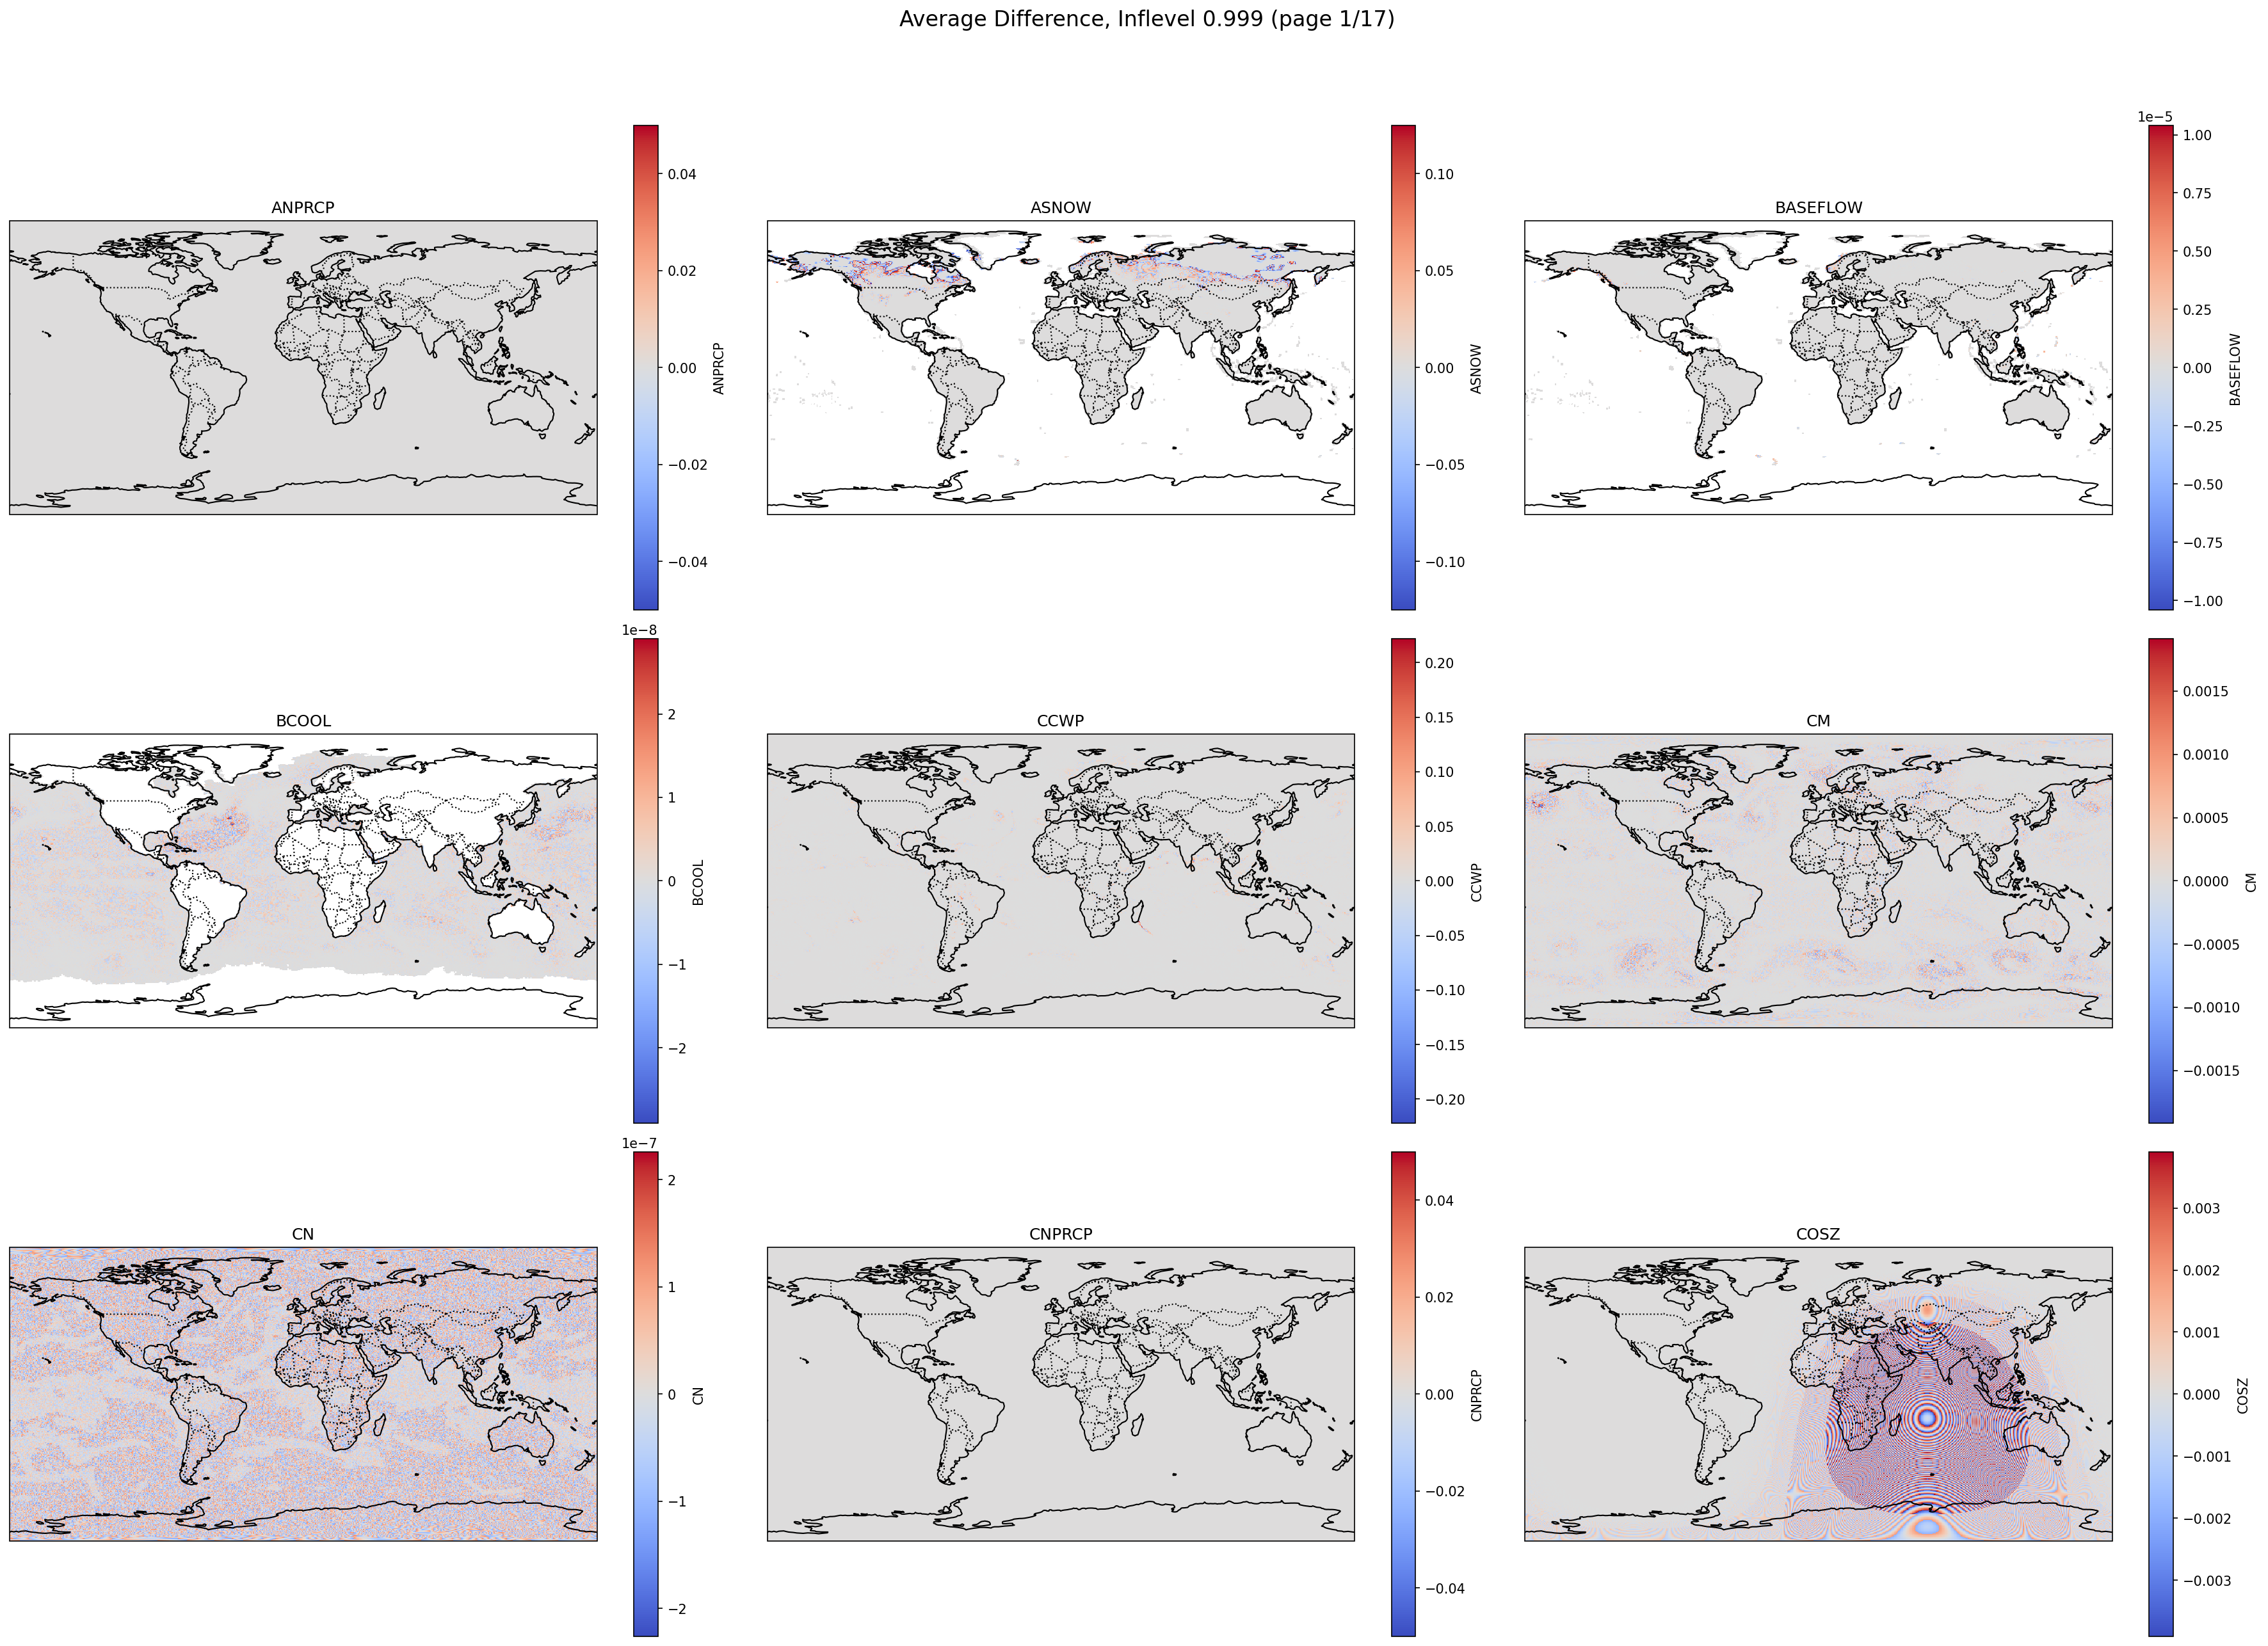 Average Difference, Inflevel 0.999 (page 1/17)
ANPRCP
0.04
0.02
0.00
−0.02
−0.04
ANPRCP
ASNOW
0.10
0.05
0.00
−0.05
−0.10
ASNOW
BASEFLOW
1e−5
1.00
0.75
0.50
0.25
0.00
−0.25
−0.50
−0.75
−1.00
BASEFLOW
BCOOL
1e−8
2
1
0
−1
−2
BCOOL
CCWP
0.20
0.15
0.10
0.05
0.00
−0.05
−0.10
−0.15
−0.20
CCWP
CM
0.0015
0.0010
0.0005
0.0000
−0.0005
−0.0010
−0.0015
CM
CN
1e−7
2
1
0
−1
−2
CN
CNPRCP
0.04
0.02
0.00
−0.02
−0.04
CNPRCP
COSZ
0.003
0.002
0.001
0.000
−0.001
−0.002
−0.003
COSZ